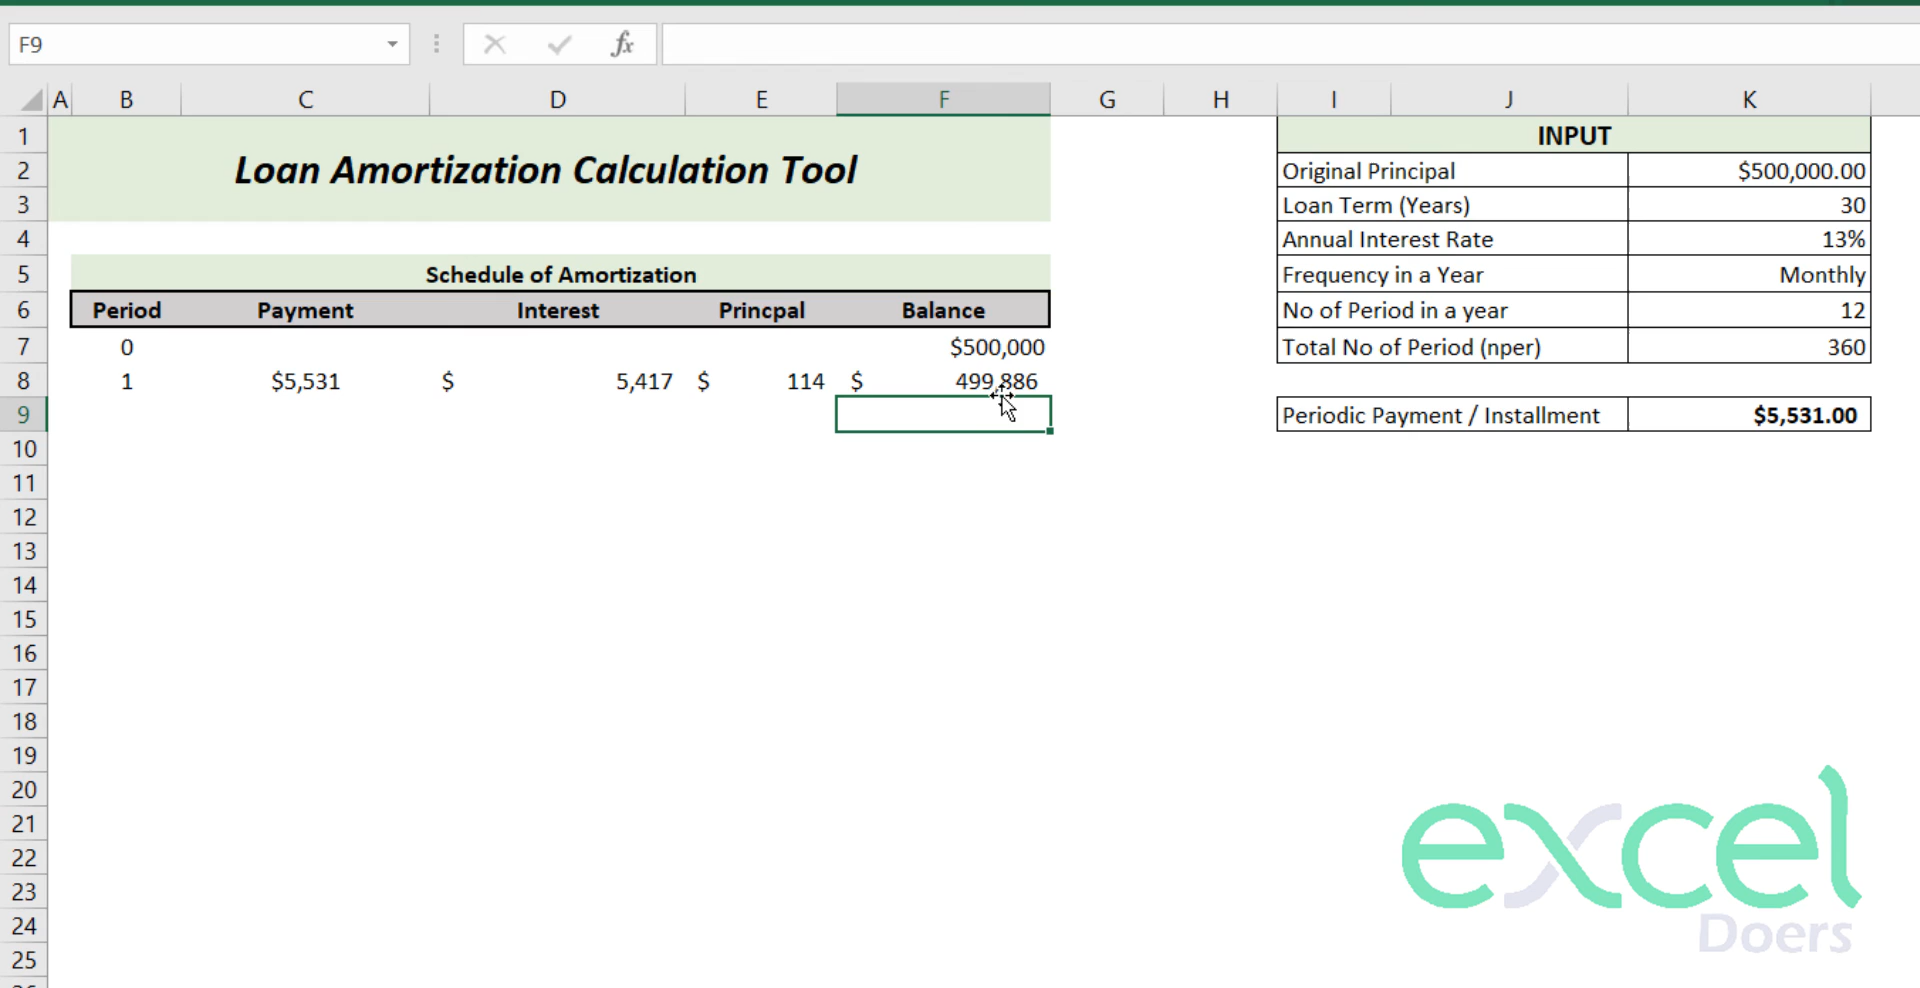 F9
fx
A B C D E F G H I J K
1 INPUT
2 Loan Amortization Calculation Tool Original Principal $500,000.00
3 Loan Term (Years) 30
4 Annual Interest Rate 13%
5 Schedule of Amortization Frequency in a Year Monthly
6 Period Payment Interest Princpal Balance No of Period in a year 12
7 0 $500,000 Total No of Period (nper) 360
8 1 $5,531 $ 5,417 $ 114 $ 499,886
9 Periodic Payment / Installment $5,531.00
10
11
12
13
14
15
16
17
18
19
20
21
22
23
24
25
excel
Doers